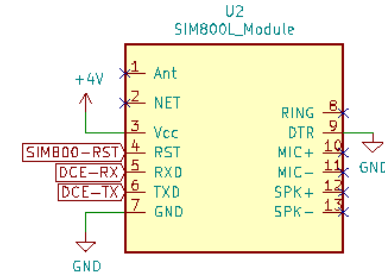 U2
SIM800L_Module
+4V
1 Ant
2 NET
3 Vcc
SIM800-RST 4 RST
DCE-RX 5 RXD
DCE-TX 6 TXD
7 GND
GND
RING 8
DTR 9
MIC+ 10
MIC- 11
SPK+ 12
SPK- 13
GND